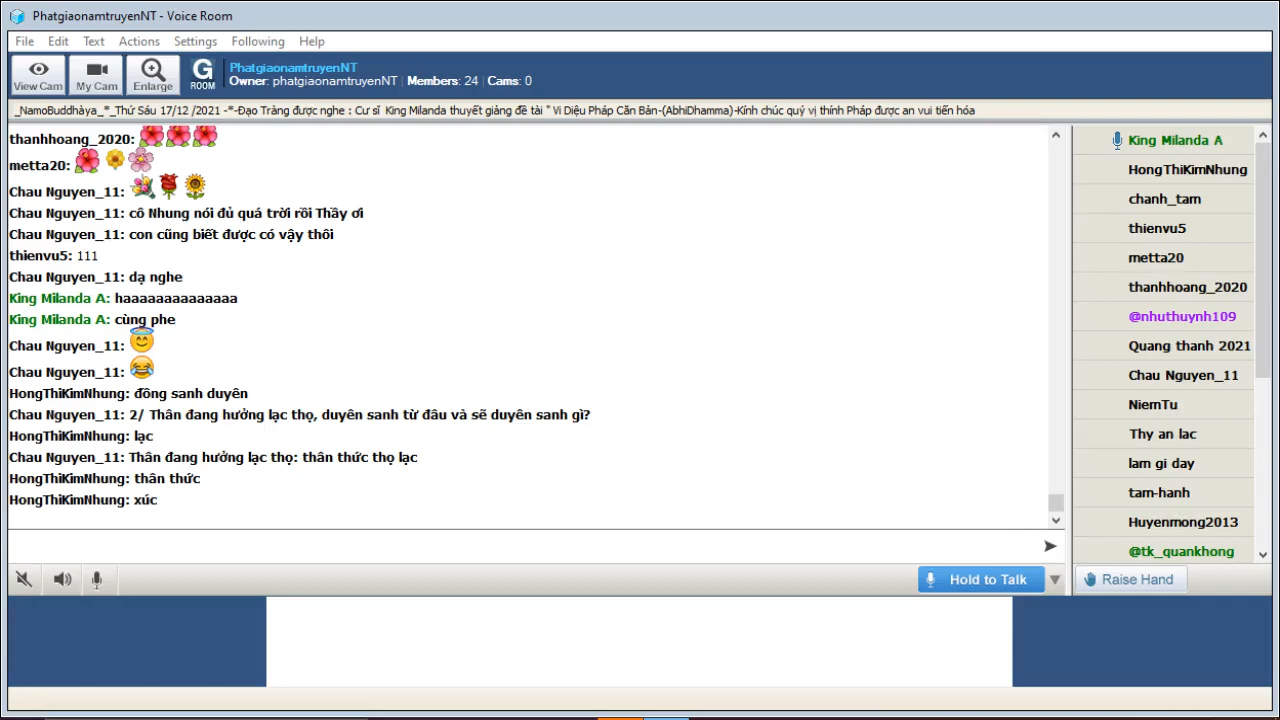 PhatgiaonamtruyenNT - Voice Room
File Edit Text Actions Settings Following Help
View Cam My Cam Enlarge G ROOM
PhatgiaonamtruyenNT
Owner: phatgiaonamtruyenNT | Members: 24 | Cams: 0
_NamoBuddhàya_*_Thứ Sáu 17/12 /2021 -*-Đạo Tràng được nghe : Cư sĩ King Milanda thuyết giảng đề tài " Vi Diệu Pháp Căn Bản-(AbhiDhamma)-Kính chúc quý vị thính Pháp được an vui tiến hóa
thanhhoang_2020:
metta20:
Chau Nguyen_11:
Chau Nguyen_11: cô Nhung nói đủ quá trời rồi Thầy ơi
Chau Nguyen_11: con cũng biết được có vậy thôi
thienvu5: 111
Chau Nguyen_11: dạ nghe
King Milanda A: haaaaaaaaaaaaaa
King Milanda A: cùng phe
Chau Nguyen_11:
Chau Nguyen_11:
HongThiKimNhung: đồng sanh duyên
Chau Nguyen_11: 2/ Thân đang hưởng lạc thọ, duyên sanh từ đâu và sẽ duyên sanh gì?
HongThiKimNhung: lạc
Chau Nguyen_11: Thân đang hưởng lạc thọ: thân thức thọ lạc
HongThiKimNhung: thân thức
HongThiKimNhung: xúc
King Milanda A
HongThiKimNhung
chanh_tam
thienvu5
metta20
thanhhoang_2020
@nhuthuynh109
Quang thanh 2021
Chau Nguyen_11
NiemTu
Thy an lac
lam gi day
tam-hanh
Huyenmong2013
@tk_quankhong
Hold to Talk
Raise Hand